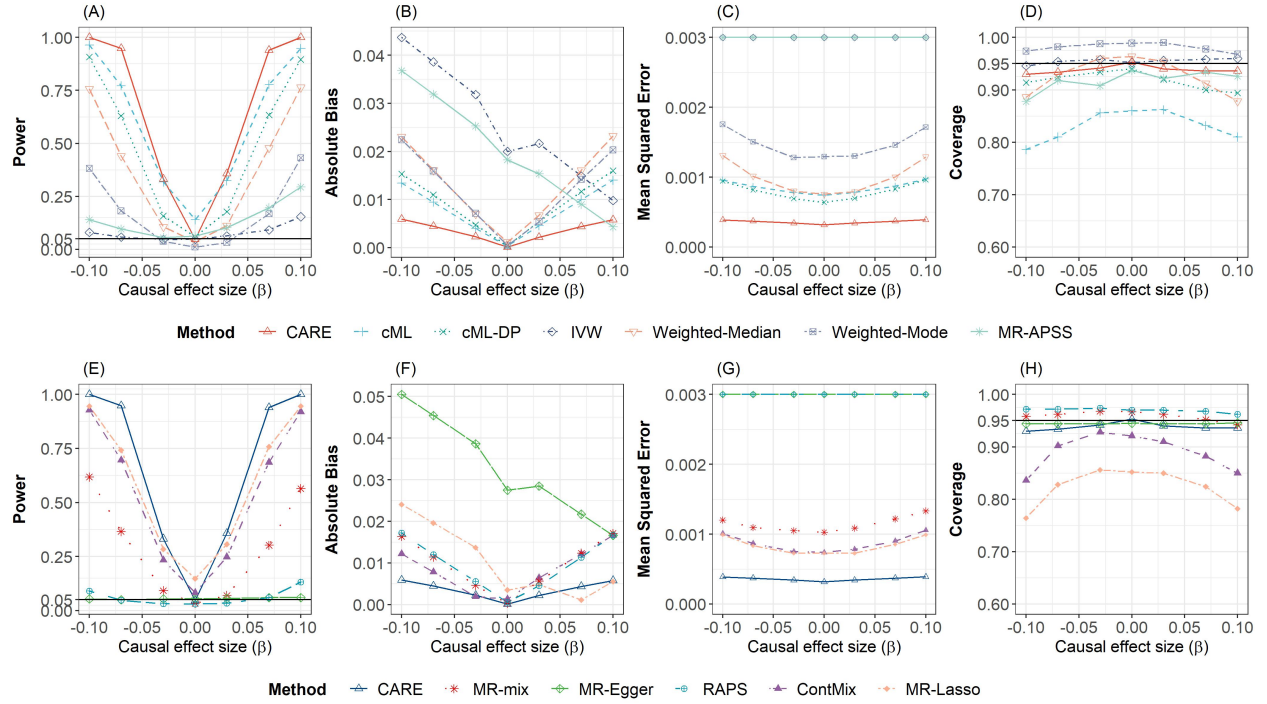 (A) (B) (C) (D)
1.00 0.75 0.50 0.25 0.05 0.00
Power
-0.10 -0.05 0.00 0.05 0.10
Causal effect size (β)
0.04 0.03 0.02 0.01 0.00
Absolute Bias
-0.10 -0.05 0.00 0.05 0.10
Causal effect size (β)
0.003 0.002 0.001 0.000
Mean Squared Error
-0.10 -0.05 0.00 0.05 0.10
Causal effect size (β)
1.00 0.95 0.90 0.80 0.70 0.60
Coverage
-0.10 -0.05 0.00 0.05 0.10
Causal effect size (β)
Method CARE cML cML-DP IVW Weighted-Median Weighted-Mode MR-APSS
(E) (F) (G) (H)
1.00 0.75 0.50 0.25 0.05 0.00
Power
-0.10 -0.05 0.00 0.05 0.10
Causal effect size (β)
0.05 0.04 0.03 0.02 0.01 0.00
Absolute Bias
-0.10 -0.05 0.00 0.05 0.10
Causal effect size (β)
0.003 0.002 0.001 0.000
Mean Squared Error
-0.10 -0.05 0.00 0.05 0.10
Causal effect size (β)
1.00 0.95 0.90 0.80 0.70 0.60
Coverage
-0.10 -0.05 0.00 0.05 0.10
Causal effect size (β)
Method CARE MR-mix MR-Egger RAPS ContMix MR-Lasso